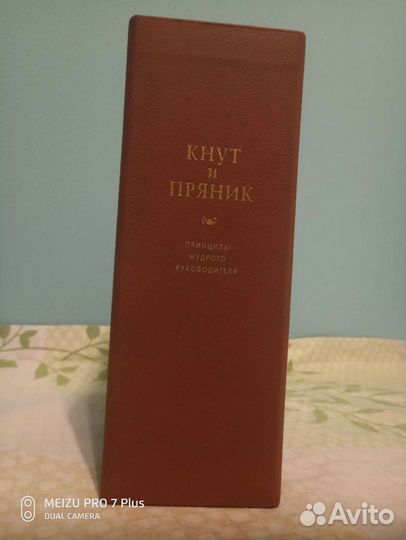 КНУТ
И
ПРЯНИК
ПРИНЦИПЫ
МУДРОГО
РУКОВОДИТЕЛЯ
MEIZU PRO 7 Plus
DUAL CAMERA
Avito